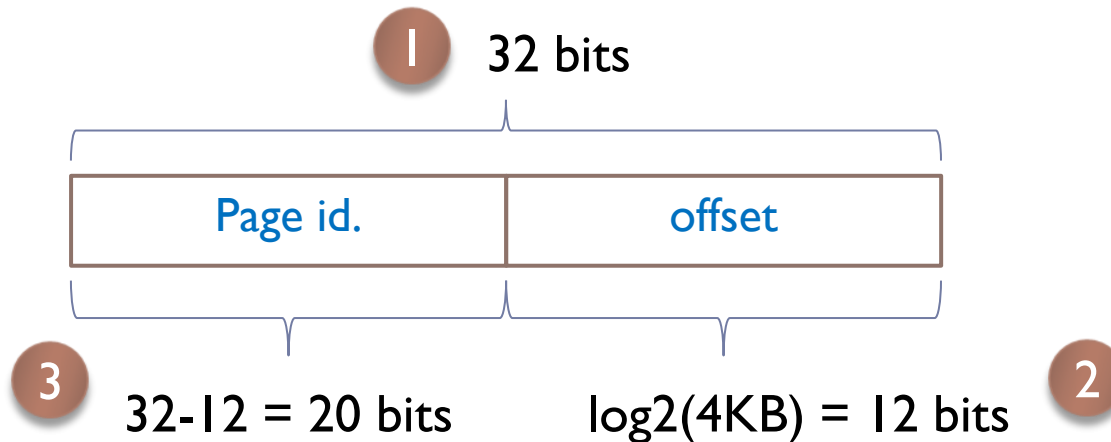 1 32 bits
Page id. offset
3 32-12 = 20 bits log2(4KB) = 12 bits 2